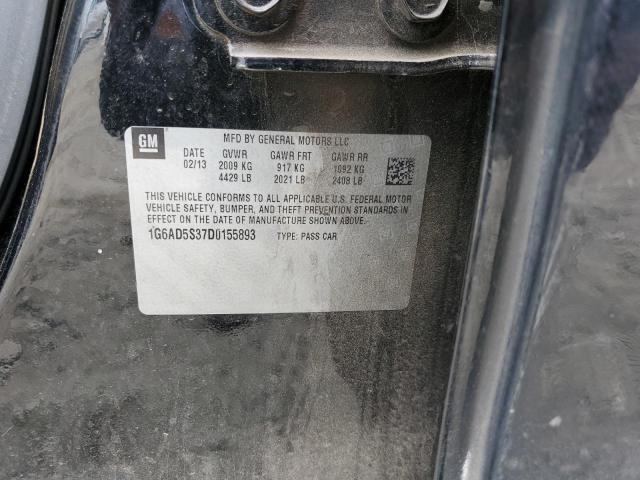 GM
MFD BY GENERAL MOTORS LLC
DATE GVWR GAWR FRT GAWR RR
02/13 2009 KG 917 KG 1092 KG
4429 LB 2021 LB 2408 LB
THIS VEHICLE CONFORMS TO ALL APPLICABLE U.S. FEDERAL MOTOR
VEHICLE SAFETY, BUMPER, AND THEFT PREVENTION STANDARDS IN
EFFECT ON THE DATE OF MANUFACTURE SHOWN ABOVE.
1G6AD5S37D0155893 TYPE: PASS CAR